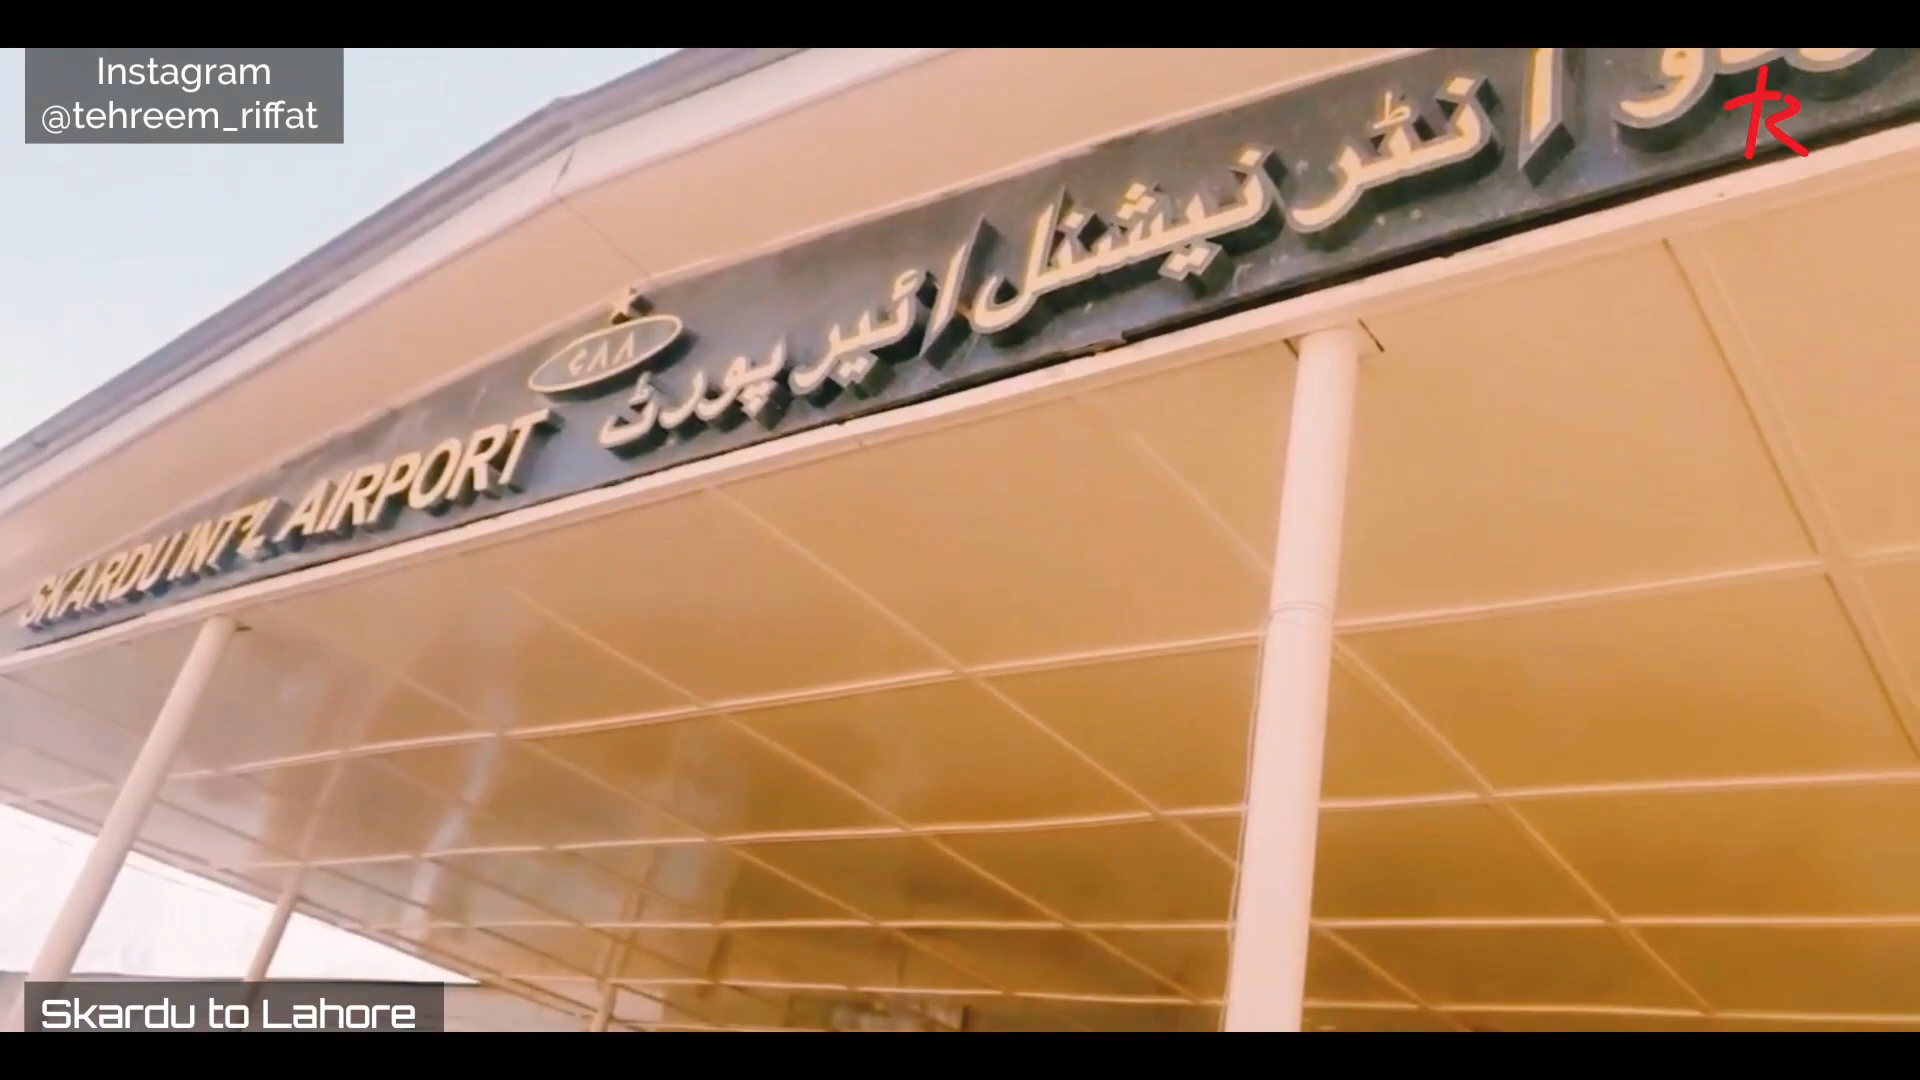 Instagram
@tehreem_riffat
SKARDU INT'L AIRPORT
CAA
انٹرنیشنل ائیرپورٹ
Skardu to Lahore